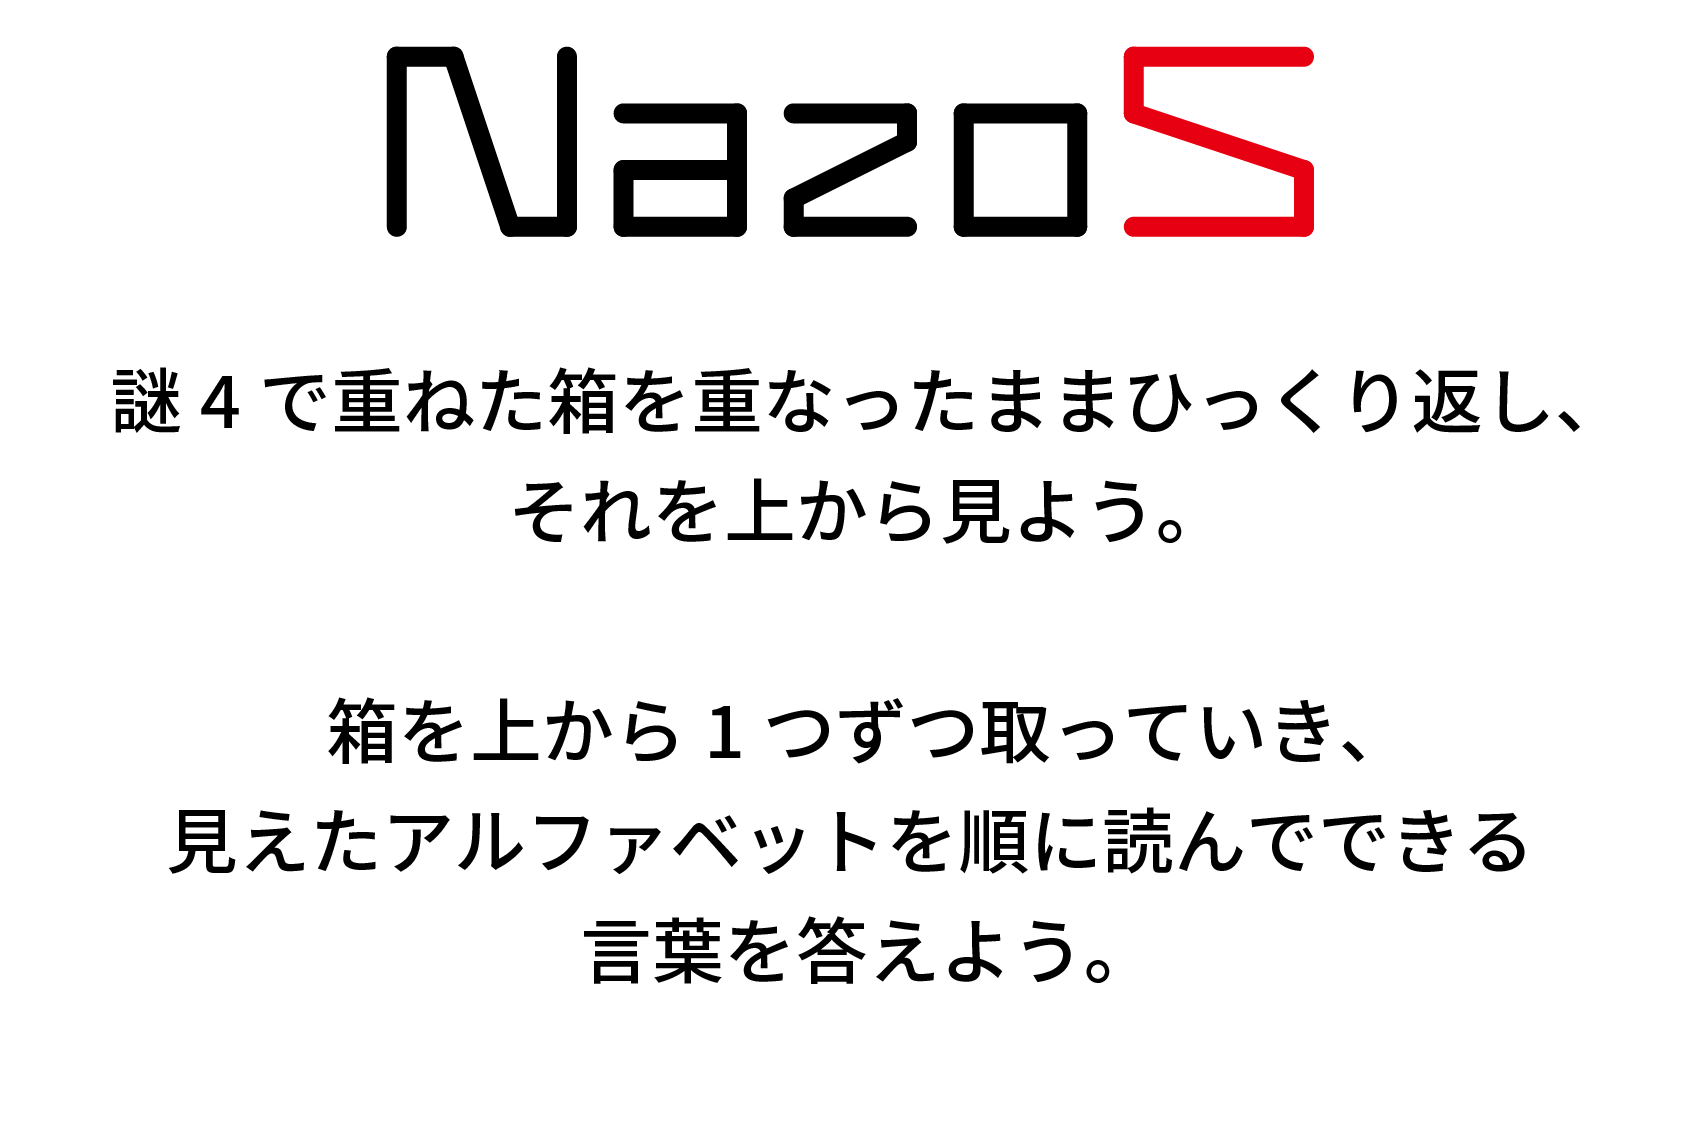 NazoS
謎4で重ねた箱を重なったままひっくり返し、
それを上から見よう。
箱を上から1つずつ取っていき、
見えたアルファベットを順に読んでできる
言葉を答えよう。